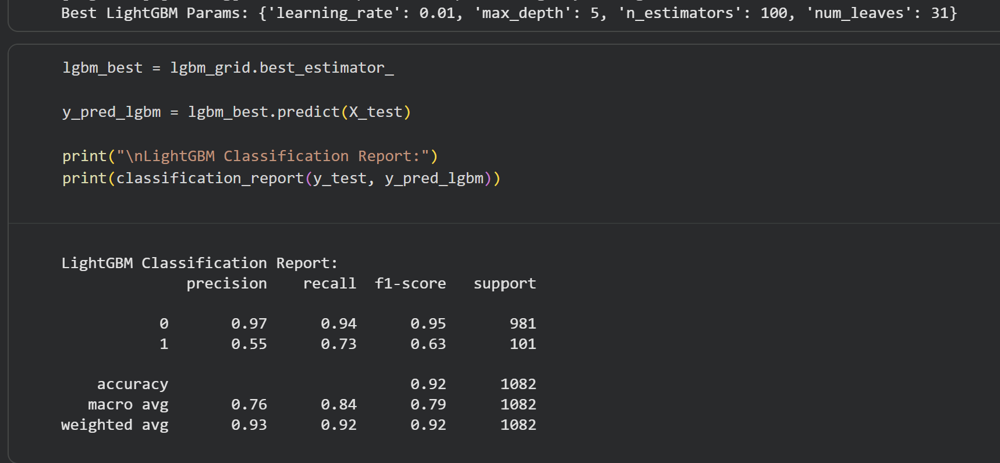 Best LightGBM Params: {'learning_rate': 0.01, 'max_depth': 5, 'n_estimators': 100, 'num_leaves': 31}
lgbm_best = lgbm_grid.best_estimator_
y_pred_lgbm = lgbm_best.predict(X_test)
print("\nLightGBM Classification Report:")
print(classification_report(y_test, y_pred_lgbm))
LightGBM Classification Report:
precision recall f1-score support
0 0.97 0.94 0.95 981
1 0.55 0.73 0.63 101
accuracy 0.92 1082
macro avg 0.76 0.84 0.79 1082
weighted avg 0.93 0.92 0.92 1082